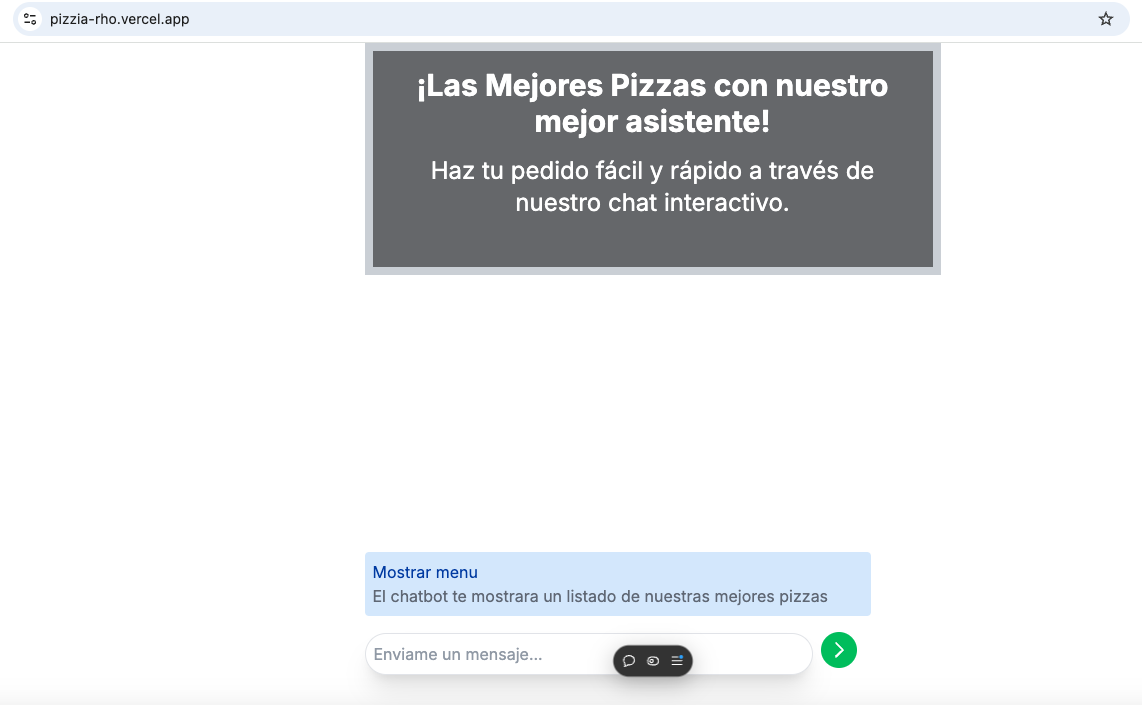 pizzia-rho.vercel.app
¡Las Mejores Pizzas con nuestro
mejor asistente!
Haz tu pedido fácil y rápido a través de
nuestro chat interactivo.
Mostrar menu
El chatbot te mostrara un listado de nuestras mejores pizzas
Enviame un mensaje...